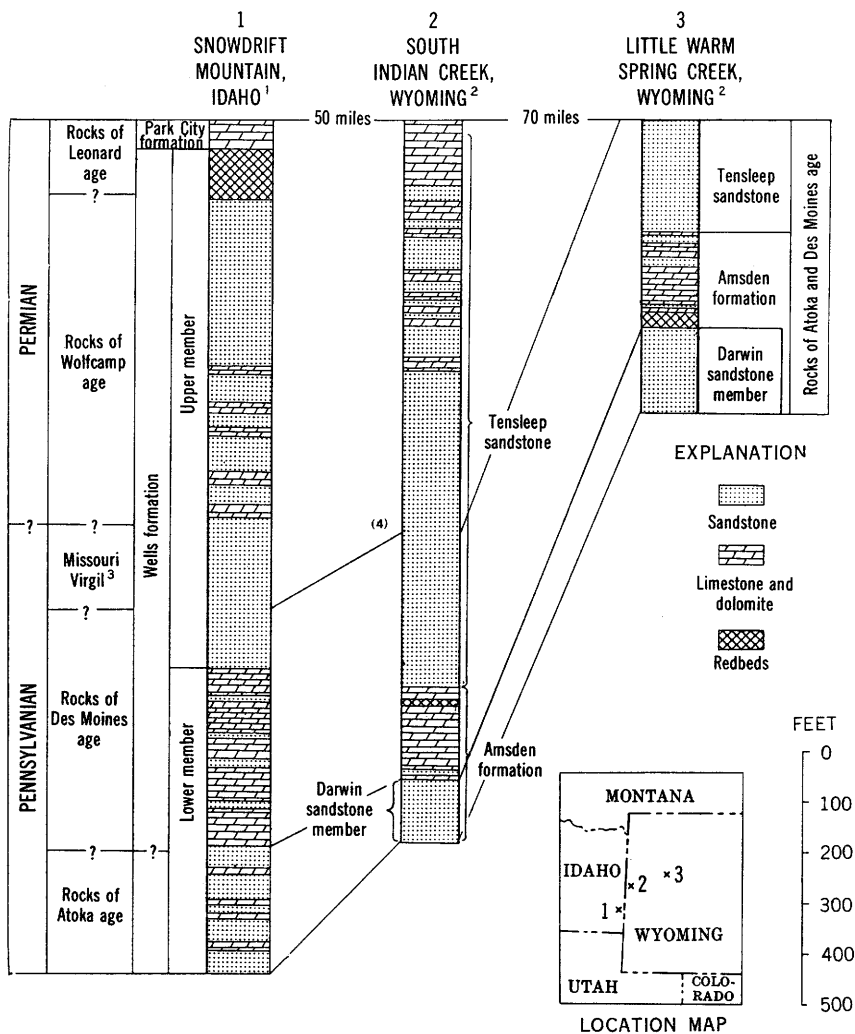 1
SNOWDRIFT
MOUNTAIN,
IDAHO¹
2
SOUTH
INDIAN CREEK,
WYOMING²
3
LITTLE WARM
SPRING CREEK,
WYOMING²
50 miles
70 miles
PERMIAN
PENNSYLVANIAN
Rocks of
Leonard
age
?
Rocks of
Wolfcamp
age
? ?
Missouri
Virgil³
?
Rocks of
Des Moines
age
? ?
Rocks of
Atoka age
Park City
formation
Wells formation
Upper member
Lower member
(4)
Tensleep
sandstone
Amsden
formation
Darwin
sandstone
member
Tensleep
sandstone
Amsden
formation
Darwin
sandstone
member
Rocks of Atoka and Des Moines age
EXPLANATION
Sandstone
Limestone and
dolomite
Redbeds
FEET
0
100
200
300
400
500
MONTANA
IDAHO
2
3
1
WYOMING
UTAH
COLO-
RADO
LOCATION MAP